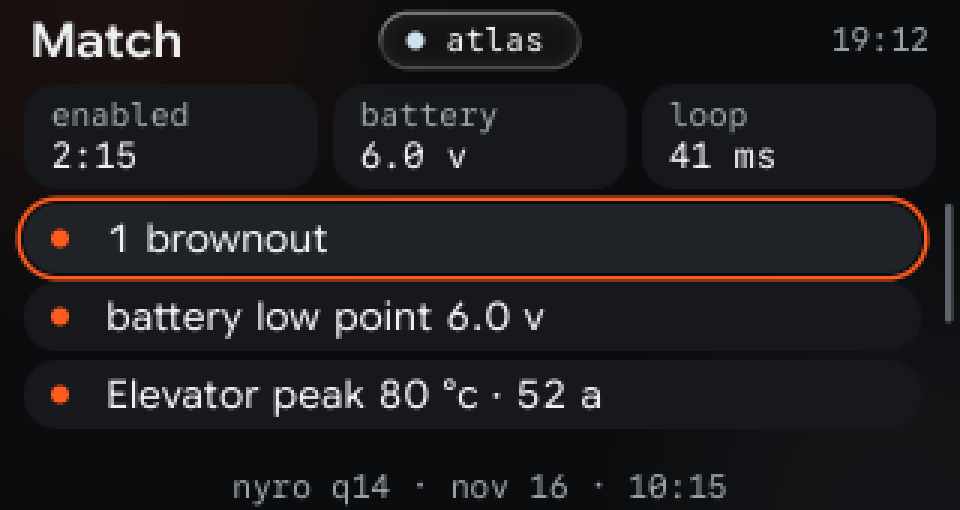 Match atlas 19:12
enabled battery loop
2:15 6.0 v 41 ms
1 brownout
battery low point 6.0 v
Elevator peak 80 °c · 52 a
nyro q14 · nov 16 · 10:15